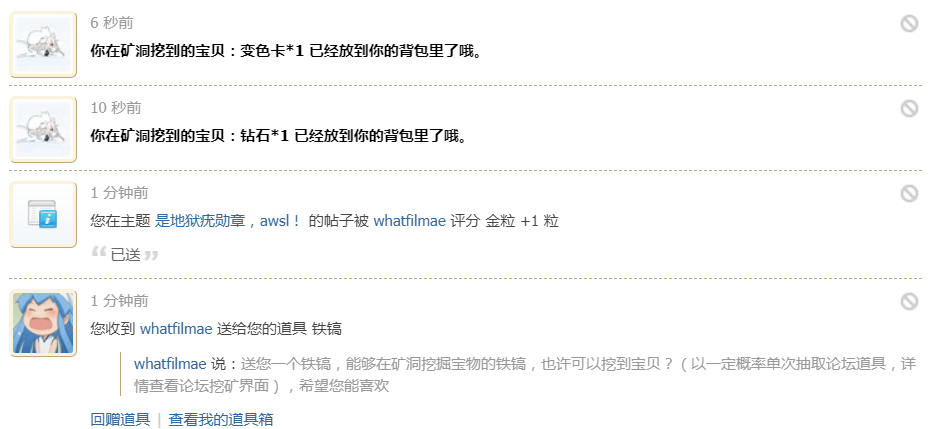 6 秒前
你在矿洞挖到的宝贝：变色卡*1 已经放到你的背包里了哦。
10 秒前
你在矿洞挖到的宝贝：钻石*1 已经放到你的背包里了哦。
1 分钟前
您在主题 是地狱疣勋章，awsl！ 的帖子被 whatfilmae 评分 金粒 +1 粒
“ 已送 ”
1 分钟前
您收到 whatfilmae 送给您的道具 铁镐
whatfilmae 说：送您一个铁镐，能够在矿洞挖掘宝物的铁镐，也许可以挖到宝贝？（以一定概率单次抽取论坛道具，详
情查看论坛挖矿界面），希望您能喜欢
回赠道具 | 查看我的道具箱